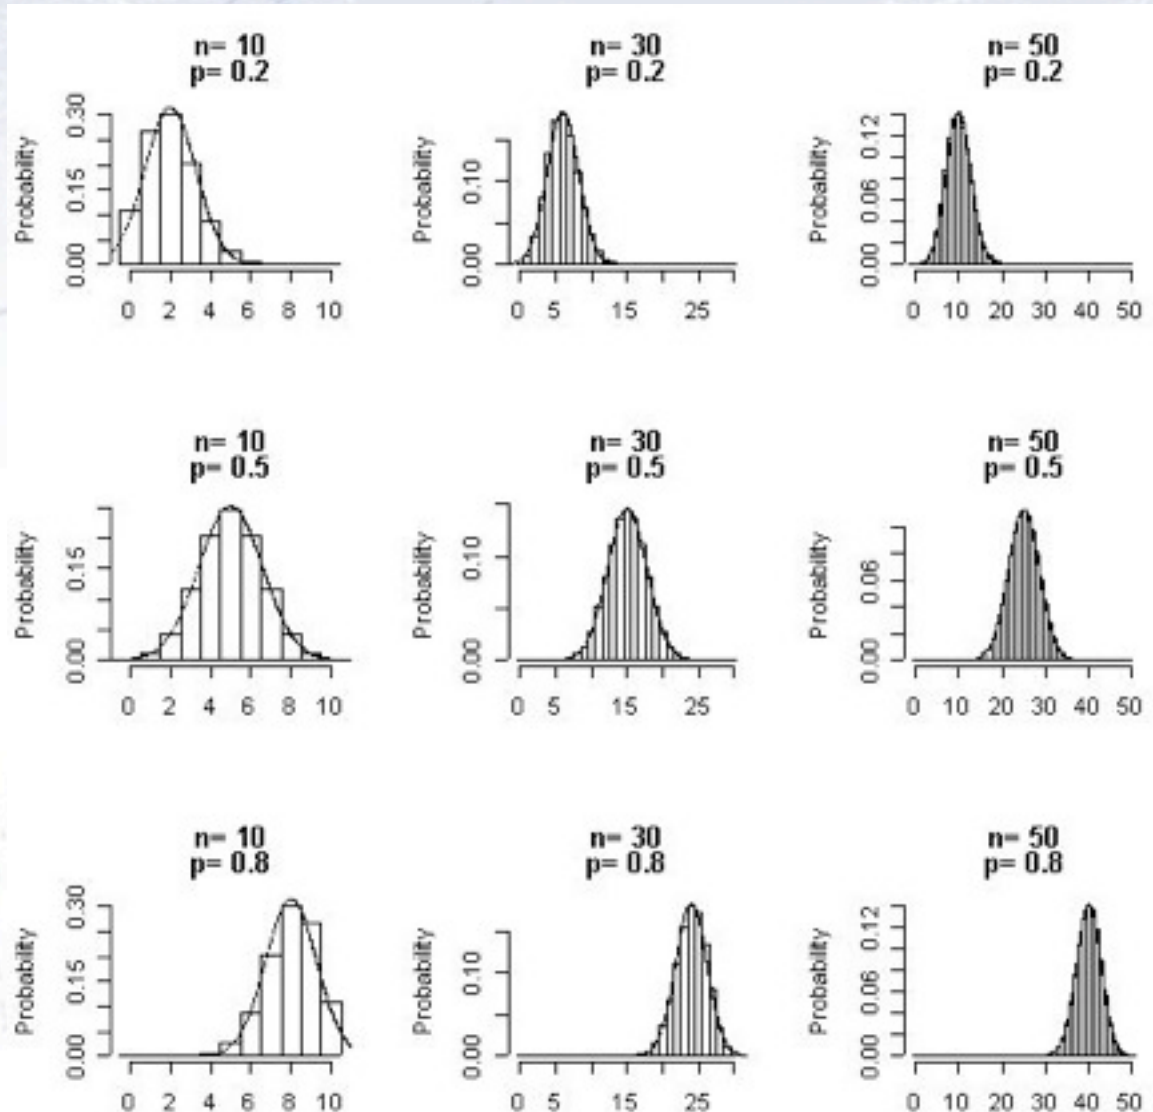 n= 10
p= 0.2
Probability
0.00 0.15 0.30
0 2 4 6 8 10
n= 30
p= 0.2
Probability
0.00 0.10
0 5 15 25
n= 50
p= 0.2
Probability
0.00 0.06 0.12
0 10 20 30 40 50
n= 10
p= 0.5
Probability
0.00 0.15
0 2 4 6 8 10
n= 30
p= 0.5
Probability
0.00 0.10
0 5 15 25
n= 50
p= 0.5
Probability
0.00 0.06
0 10 20 30 40 50
n= 10
p= 0.8
Probability
0.00 0.15 0.30
0 2 4 6 8 10
n= 30
p= 0.8
Probability
0.00 0.10
0 5 15 25
n= 50
p= 0.8
Probability
0.00 0.06 0.12
0 10 20 30 40 50